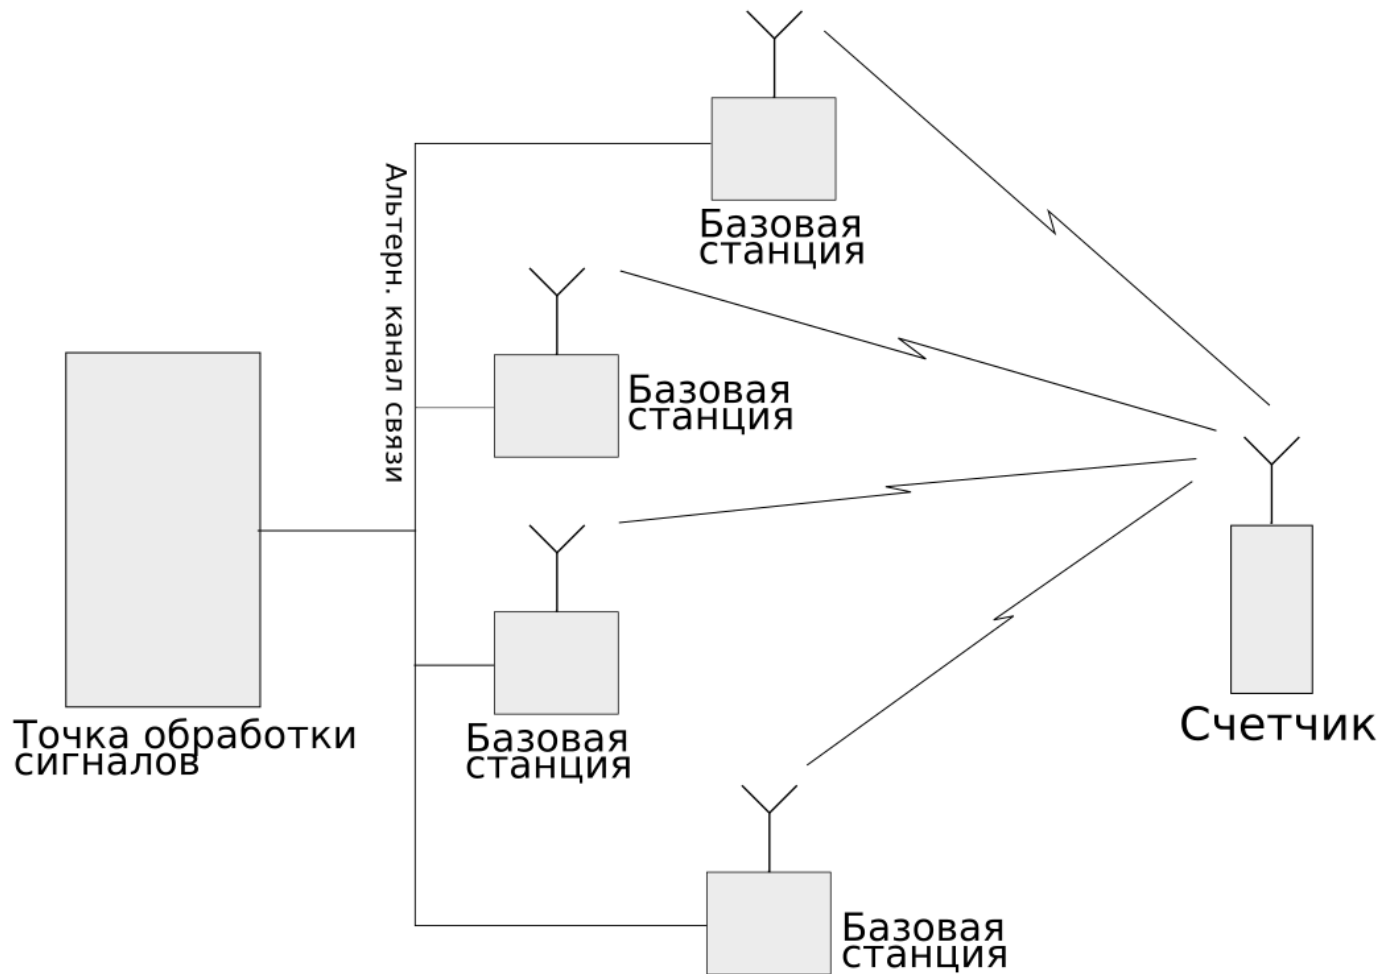 Базовая
станция
Альтерн. канал связи
Базовая
станция
Счетчик
Точка обработки
сигналов
Базовая
станция
Базовая
станция